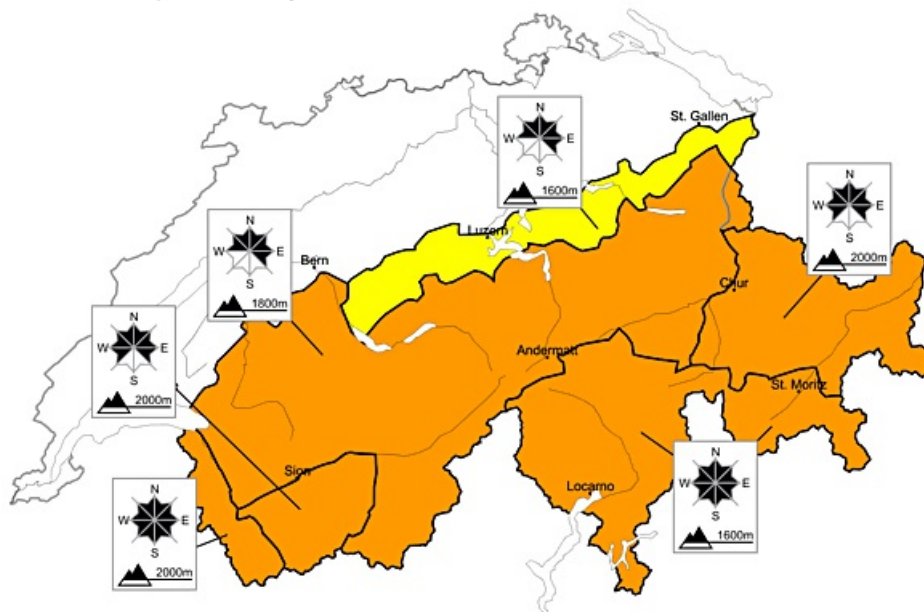 St. Gallen
N
W E
S
1600m
N
W E
S
2000m
N
W E
S
1800m
Luzern
Bern
Chur
N
W E
S
2000m
Andermatt
St. Moritz
Sion
Locarno
N
W E
S
1600m
N
W E
S
2000m